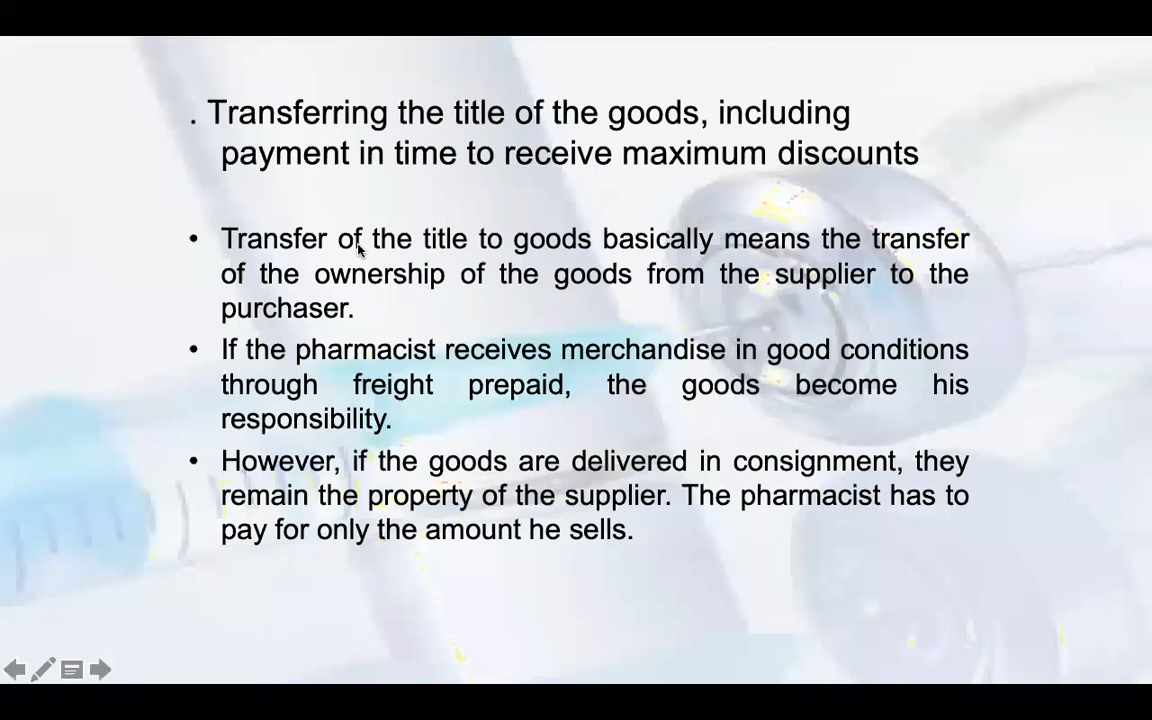 . Transferring the title of the goods, including
payment in time to receive maximum discounts
• Transfer of the title to goods basically means the transfer
of the ownership of the goods from the supplier to the
purchaser.
• If the pharmacist receives merchandise in good conditions
through freight prepaid, the goods become his
responsibility.
• However, if the goods are delivered in consignment, they
remain the property of the supplier. The pharmacist has to
pay for only the amount he sells.